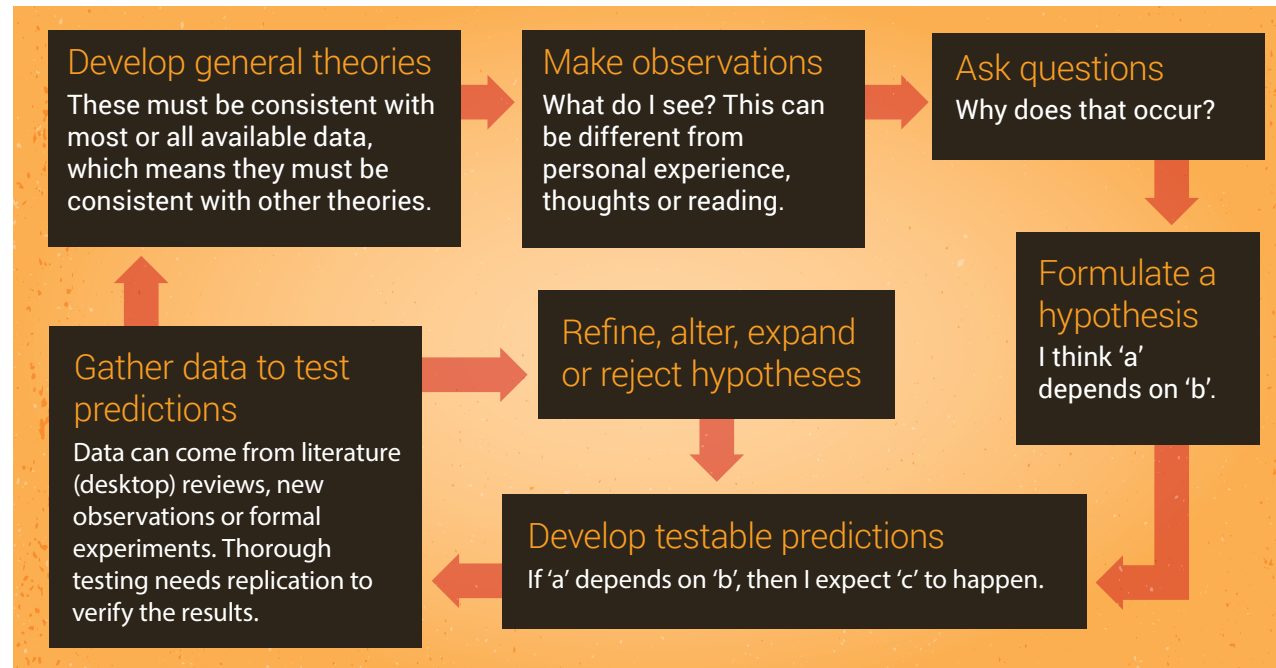 Develop general theories
These must be consistent with
most or all available data,
which means they must be
consistent with other theories.
Make observations
What do I see? This can
be different from
personal experience,
thoughts or reading.
Ask questions
Why does that occur?
Formulate a
hypothesis
I think ‘a’
depends on ‘b’.
Develop testable predictions
If ‘a’ depends on ‘b’, then I expect ‘c’ to happen.
Gather data to test
predictions
Data can come from literature
(desktop) reviews, new
observations or formal
experiments. Thorough
testing needs replication to
verify the results.
Refine, alter, expand
or reject hypotheses